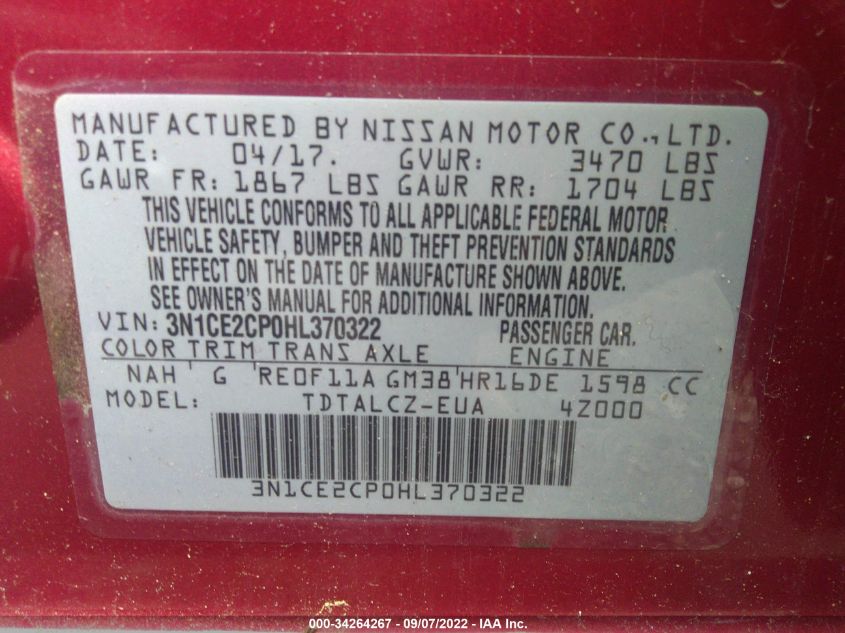 MANUFACTURED BY NISSAN MOTOR CO., LTD.
DATE: 04/17. GVWR: 3470 LBS
GAWR FR: 1867 LBS GAWR RR: 1704 LBS
THIS VEHICLE CONFORMS TO ALL APPLICABLE FEDERAL MOTOR
VEHICLE SAFETY, BUMPER AND THEFT PREVENTION STANDARDS
IN EFFECT ON THE DATE OF MANUFACTURE SHOWN ABOVE.
SEE OWNER'S MANUAL FOR ADDITIONAL INFORMATION.
VIN: 3N1CE2CP0HL370322 PASSENGER CAR.
COLOR TRIM TRANS AXLE ENGINE
NAH G RE0F11A GM38 HR16DE 1598 CC
MODEL: TDTALCZ-EUA 4Z000
3N1CE2CP0HL370322
000-34264267 - 09/07/2022 - IAA Inc.